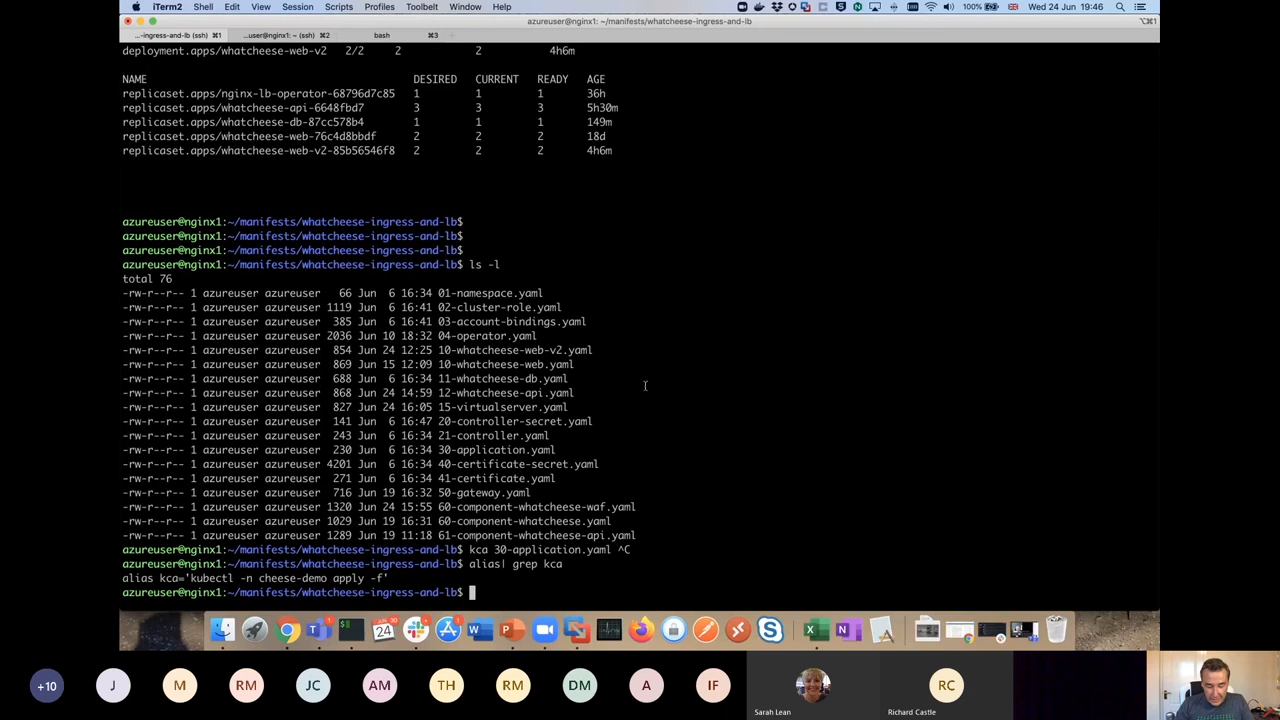 iTerm2 Shell Edit View Session Scripts Profiles Toolbelt Window Help 100% Wed 24 Jun 19:46
azureuser@nginx1: ~/manifests/whatcheese-ingress-and-lb ⌥⌘1
..-ingress-and-lb (ssh) ⌘1 ...user@nginx1: ~ (ssh) ⌘2 bash ⌘3
deployment.apps/whatcheese-web-v2 2/2 2 2 4h6m
NAME DESIRED CURRENT READY AGE
replicaset.apps/nginx-lb-operator-68796d7c85 1 1 1 36h
replicaset.apps/whatcheese-api-6648fbd7 3 3 3 5h30m
replicaset.apps/whatcheese-db-87cc578b4 1 1 1 149m
replicaset.apps/whatcheese-web-76c4d8bbdf 2 2 2 18d
replicaset.apps/whatcheese-web-v2-85b56546f8 2 2 2 4h6m
azureuser@nginx1:~/manifests/whatcheese-ingress-and-lb$
azureuser@nginx1:~/manifests/whatcheese-ingress-and-lb$
azureuser@nginx1:~/manifests/whatcheese-ingress-and-lb$
azureuser@nginx1:~/manifests/whatcheese-ingress-and-lb$ ls -l
total 76
-rw-r--r-- 1 azureuser azureuser 66 Jun 6 16:34 01-namespace.yaml
-rw-r--r-- 1 azureuser azureuser 1119 Jun 6 16:41 02-cluster-role.yaml
-rw-r--r-- 1 azureuser azureuser 385 Jun 6 16:41 03-account-bindings.yaml
-rw-r--r-- 1 azureuser azureuser 2036 Jun 10 18:32 04-operator.yaml
-rw-r--r-- 1 azureuser azureuser 854 Jun 24 12:25 10-whatcheese-web-v2.yaml
-rw-r--r-- 1 azureuser azureuser 869 Jun 15 12:09 10-whatcheese-web.yaml
-rw-r--r-- 1 azureuser azureuser 688 Jun 6 16:34 11-whatcheese-db.yaml
-rw-r--r-- 1 azureuser azureuser 868 Jun 24 14:59 12-whatcheese-api.yaml
-rw-r--r-- 1 azureuser azureuser 827 Jun 24 16:05 15-virtualserver.yaml
-rw-r--r-- 1 azureuser azureuser 141 Jun 6 16:47 20-controller-secret.yaml
-rw-r--r-- 1 azureuser azureuser 243 Jun 6 16:34 21-controller.yaml
-rw-r--r-- 1 azureuser azureuser 230 Jun 6 16:34 30-application.yaml
-rw-r--r-- 1 azureuser azureuser 4201 Jun 6 16:34 40-certificate-secret.yaml
-rw-r--r-- 1 azureuser azureuser 271 Jun 6 16:34 41-certificate.yaml
-rw-r--r-- 1 azureuser azureuser 716 Jun 19 16:32 50-gateway.yaml
-rw-r--r-- 1 azureuser azureuser 1320 Jun 24 15:55 60-component-whatcheese-waf.yaml
-rw-r--r-- 1 azureuser azureuser 1029 Jun 19 16:31 60-component-whatcheese.yaml
-rw-r--r-- 1 azureuser azureuser 1289 Jun 19 11:18 61-component-whatcheese-api.yaml
azureuser@nginx1:~/manifests/whatcheese-ingress-and-lb$ kca 30-application.yaml ^C
azureuser@nginx1:~/manifests/whatcheese-ingress-and-lb$ alias| grep kca
alias kca='kubectl -n cheese-demo apply -f'
azureuser@nginx1:~/manifests/whatcheese-ingress-and-lb$
+10 J M RM JC AM TH RM DM A IF RC
Sarah Lean Richard Castle